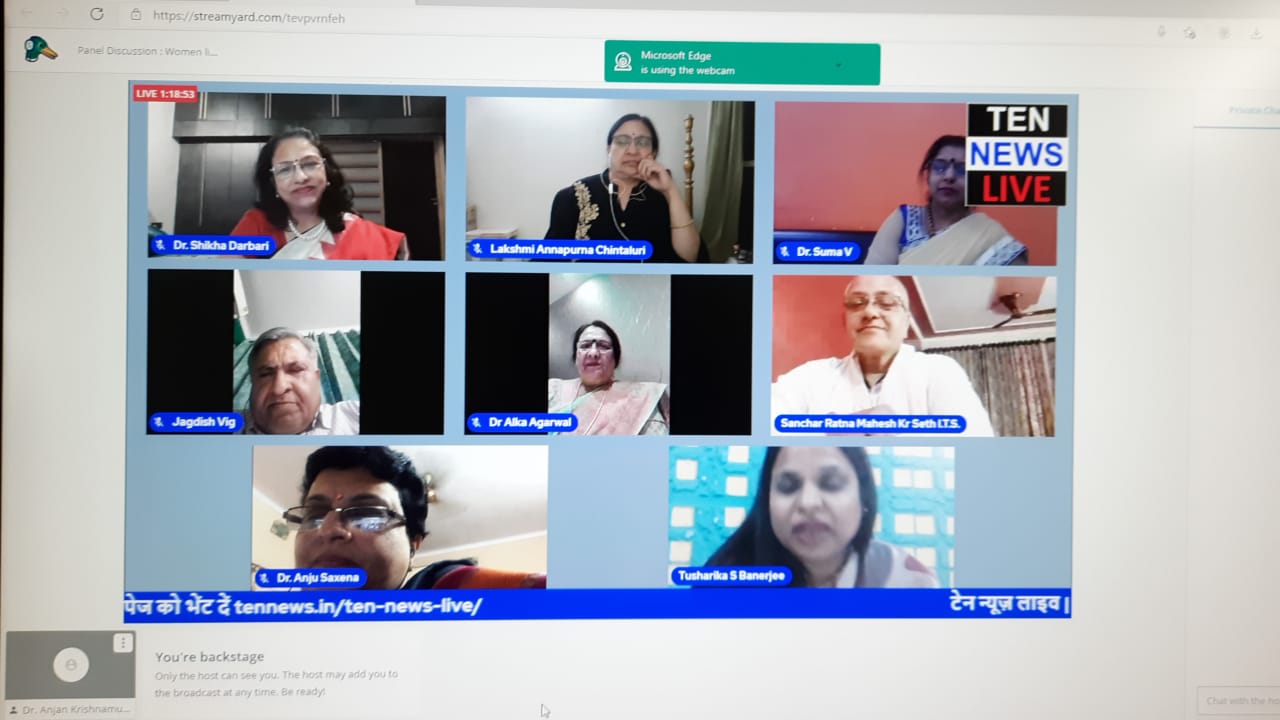 https://streamyard.com/tevpvrnfeh
Panel Discussion : Women li...
Microsoft Edge
is using the webcam
LIVE 1:18:53
TEN
NEWS
LIVE
Dr. Shikha Darbari
Lakshmi Annapurna Chintaluri
Dr. Suma V
Jagdish Vig
Dr Alka Agarwal
Sanchar Ratna Mahesh Kr Seth I.T.S.
Dr. Anju Saxena
Tusharika S Banerjee
पेज को भेंट दें tennews.in/ten-news-live/
टेन न्यूज़ लाइव |
You're backstage
Only the host can see you. The host may add you to
the broadcast at any time. Be ready!
Dr. Anjan Krishnamu...
Private Cha
Chat with the ho